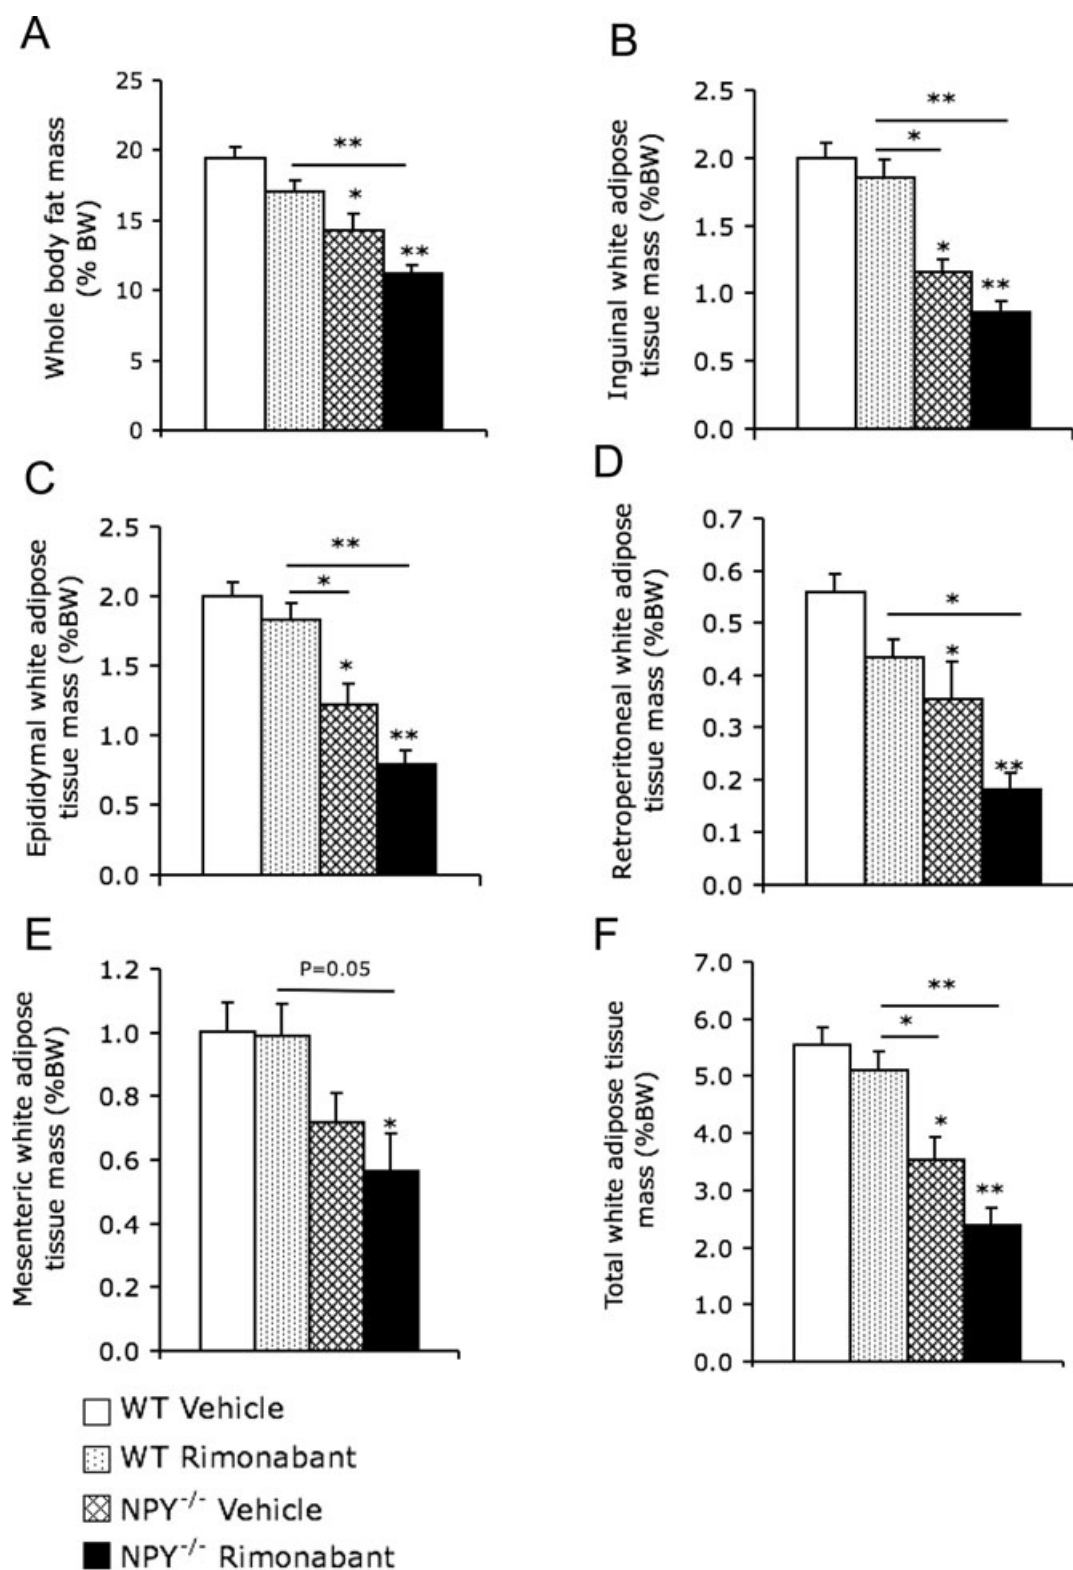 A
Whole body fat mass
(% BW)
25
20
15
10
5
0
**
*
**
B
Inguinal white adipose
tissue mass (%BW)
2.5
2.0
1.5
1.0
0.5
0.0
**
*
*
**
C
Epididymal white adipose
tissue mass (%BW)
2.5
2.0
1.5
1.0
0.5
0.0
**
*
*
**
D
Retroperitoneal white adipose
tissue mass (%BW)
0.7
0.6
0.5
0.4
0.3
0.2
0.1
0.0
*
*
**
E
Mesenteric white adipose
tissue mass (%BW)
1.2
1.0
0.8
0.6
0.4
0.2
0.0
P=0.05
*
F
Total white adipose tissue
mass (%BW)
7.0
6.0
5.0
4.0
3.0
2.0
1.0
0.0
**
*
*
**
WT Vehicle
WT Rimonabant
NPY-/- Vehicle
NPY-/- Rimonabant